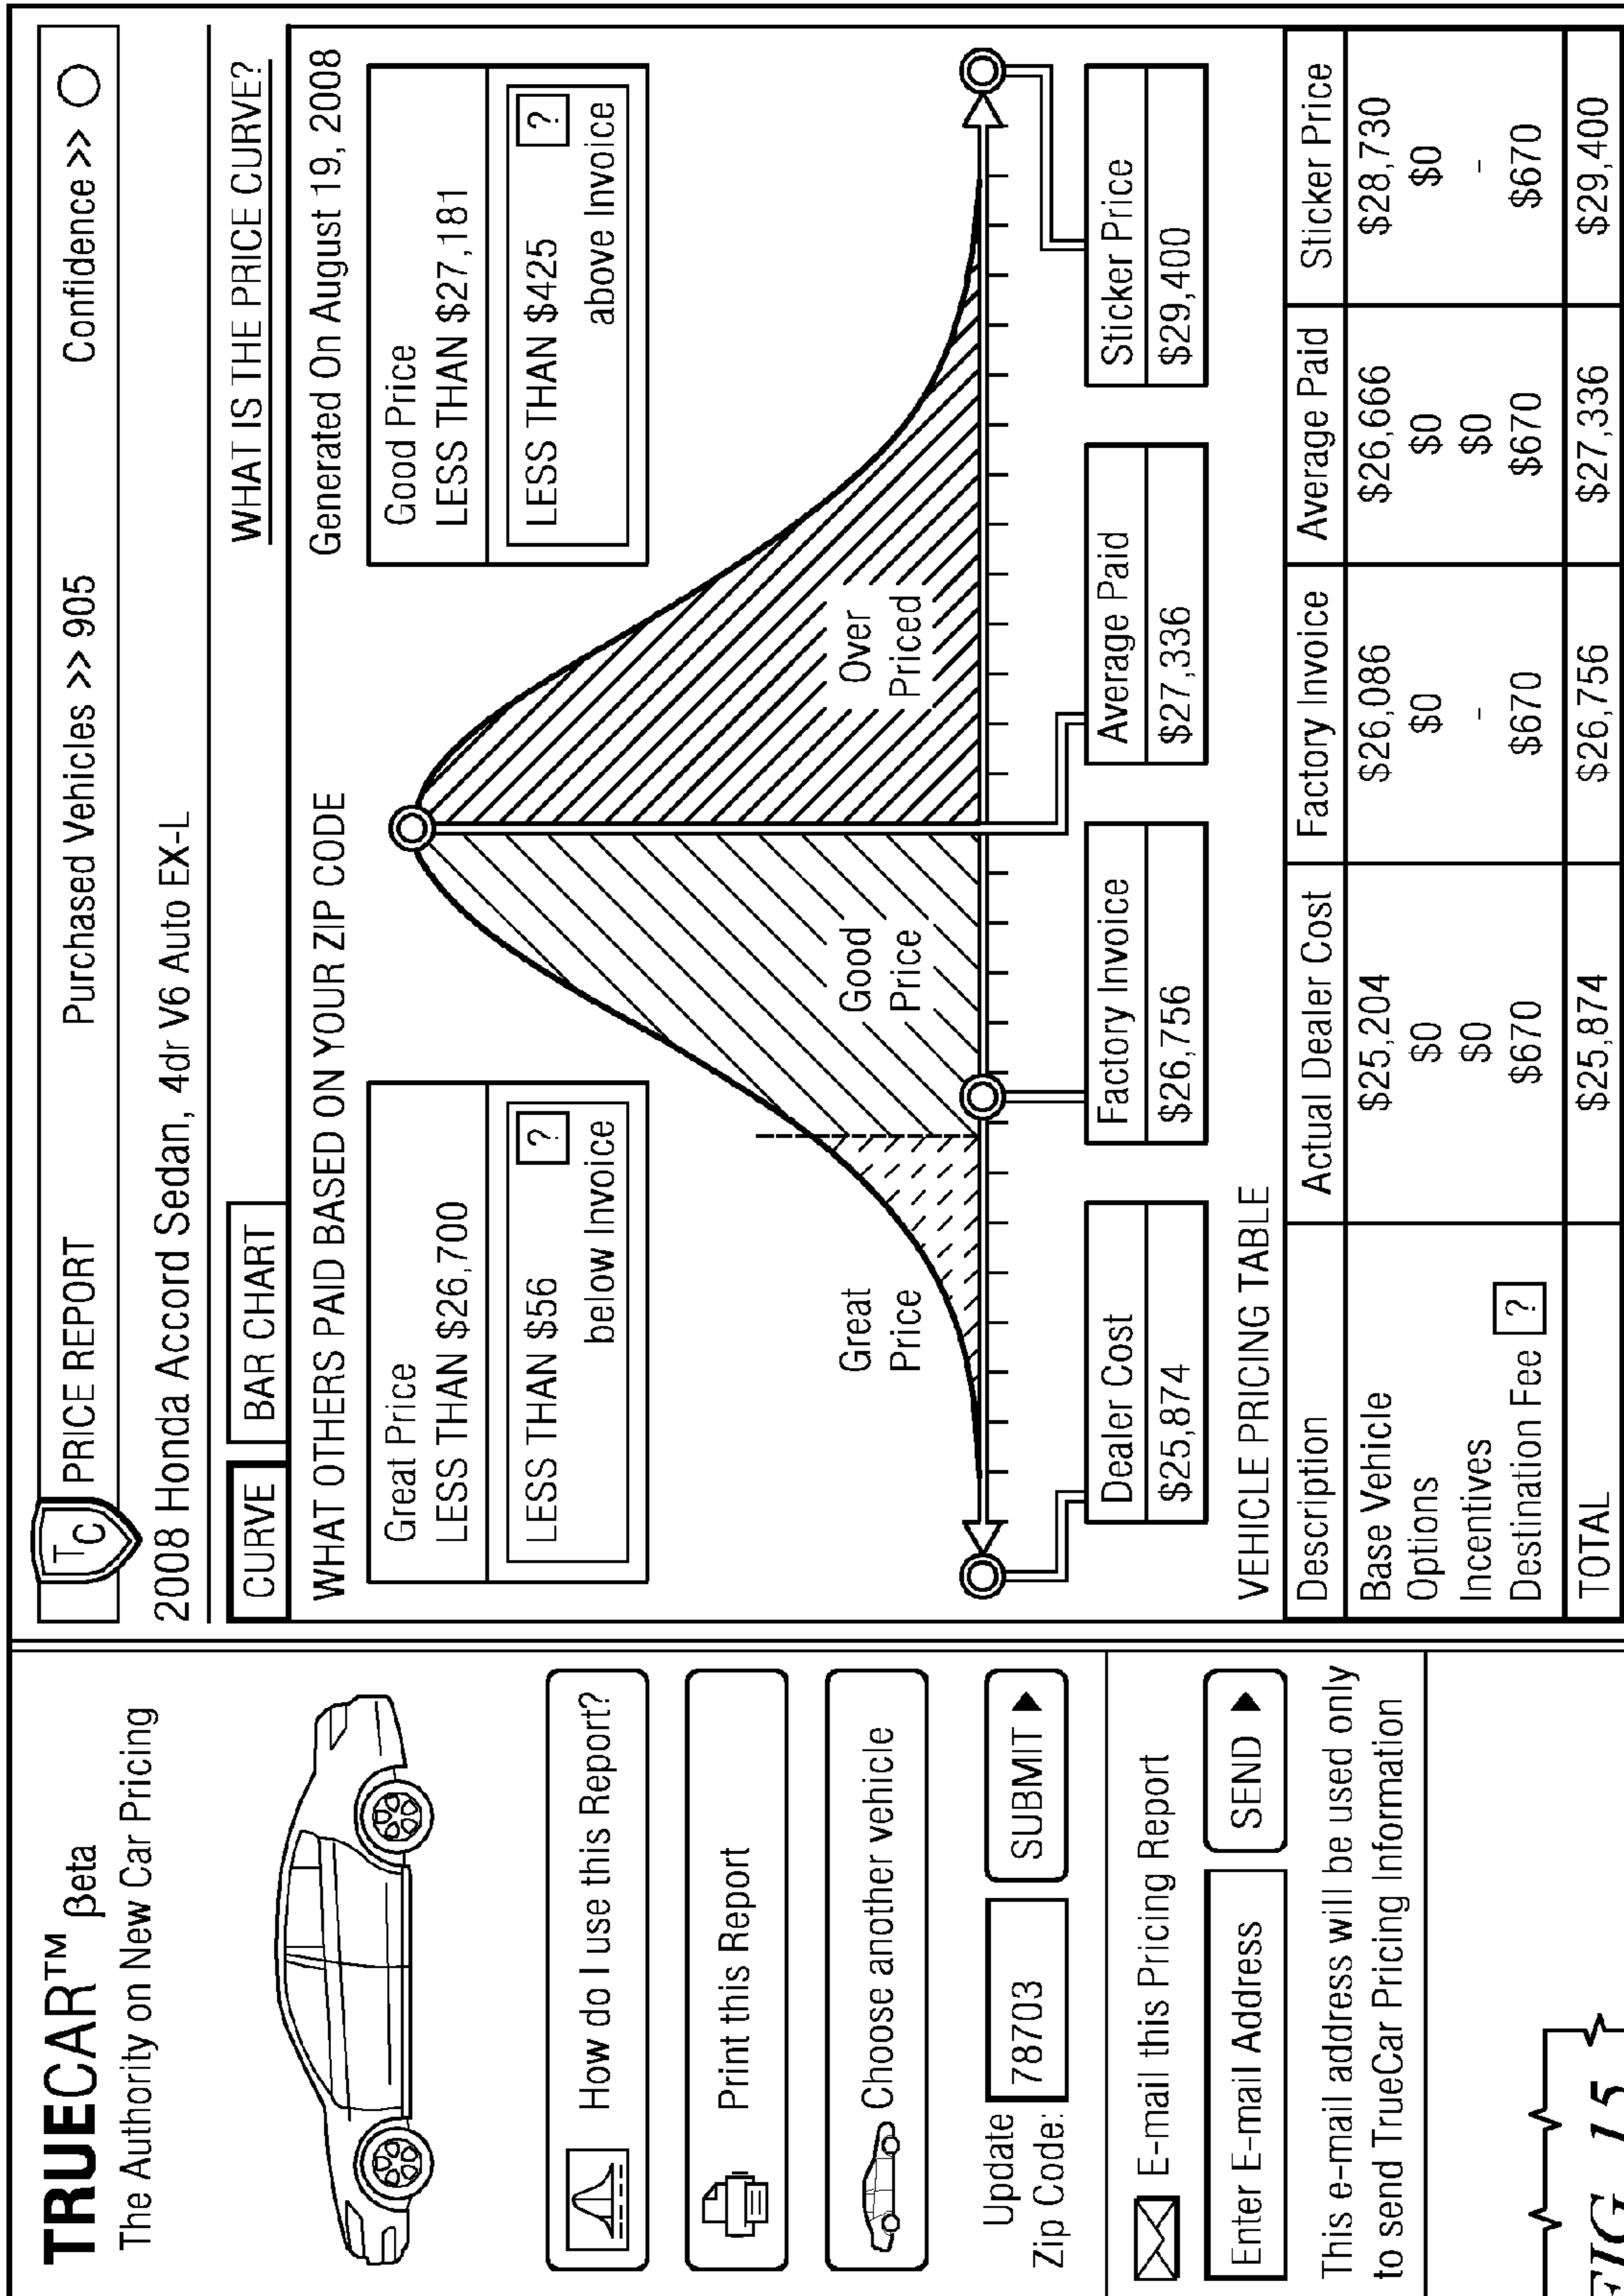 TRUECAR™ βeta
The Authority on New Car Pricing
How do I use this Report?
Print this Report
Choose another vehicle
Update
Zip Code:
78703
SUBMIT
E-mail this Pricing Report
Enter E-mail Address
SEND
This e-mail address will be used only
to send TrueCar Pricing Information
FIG. 15
TC PRICE REPORT Purchased Vehicles >> 905 Confidence >>
2008 Honda Accord Sedan, 4dr V6 Auto EX-L
CURVE BAR CHART WHAT IS THE PRICE CURVE?
WHAT OTHERS PAID BASED ON YOUR ZIP CODE Generated On August 19, 2008
Great Price
LESS THAN $26,700
LESS THAN $56 ?
below Invoice
Good Price
LESS THAN $27,181
LESS THAN $425 ?
above Invoice
Great
Price
Good
Price
Over
Priced
Dealer Cost
$25,874
Factory Invoice
$26,756
Average Paid
$27,336
Sticker Price
$29,400
VEHICLE PRICING TABLE
Description Actual Dealer Cost Factory Invoice Average Paid Sticker Price
Base Vehicle $25,204 $26,086 $26,666 $28,730
Options $0 $0 $0 $0
Incentives $0 - $0 -
Destination Fee ? $670 $670 $670 $670
TOTAL $25,874 $26,756 $27,336 $29,400